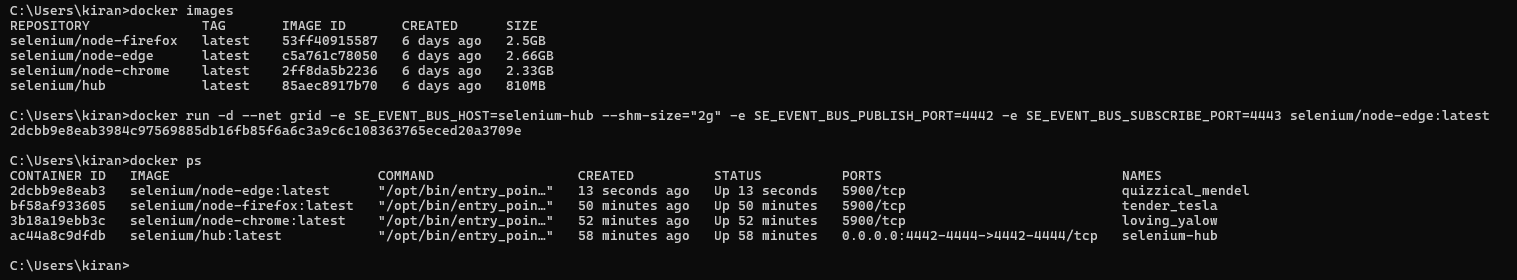 C:\Users\kiran>docker images
REPOSITORY TAG IMAGE ID CREATED SIZE
selenium/node-firefox latest 53ff40915587 6 days ago 2.5GB
selenium/node-edge latest c5a761c78050 6 days ago 2.66GB
selenium/node-chrome latest 2ff8da5b2236 6 days ago 2.33GB
selenium/hub latest 85aec8917b70 6 days ago 810MB
C:\Users\kiran>docker run -d --net grid -e SE_EVENT_BUS_HOST=selenium-hub --shm-size="2g" -e SE_EVENT_BUS_PUBLISH_PORT=4442 -e SE_EVENT_BUS_SUBSCRIBE_PORT=4443 selenium/node-edge:latest
2dcbb9e8eab3984c97569885db16fb85f6a6c3a9c6c108363765eced20a3709e
C:\Users\kiran>docker ps
CONTAINER ID IMAGE COMMAND CREATED STATUS PORTS NAMES
2dcbb9e8eab3 selenium/node-edge:latest "/opt/bin/entry_poin…" 13 seconds ago Up 13 seconds 5900/tcp quizzical_mendel
bf58af933605 selenium/node-firefox:latest "/opt/bin/entry_poin…" 50 minutes ago Up 50 minutes 5900/tcp tender_tesla
3b18a19ebb3c selenium/node-chrome:latest "/opt/bin/entry_poin…" 52 minutes ago Up 52 minutes 5900/tcp loving_yalow
ac44a8c9dfdb selenium/hub:latest "/opt/bin/entry_poin…" 58 minutes ago Up 58 minutes 0.0.0.0:4442-4444->4442-4444/tcp selenium-hub
C:\Users\kiran>